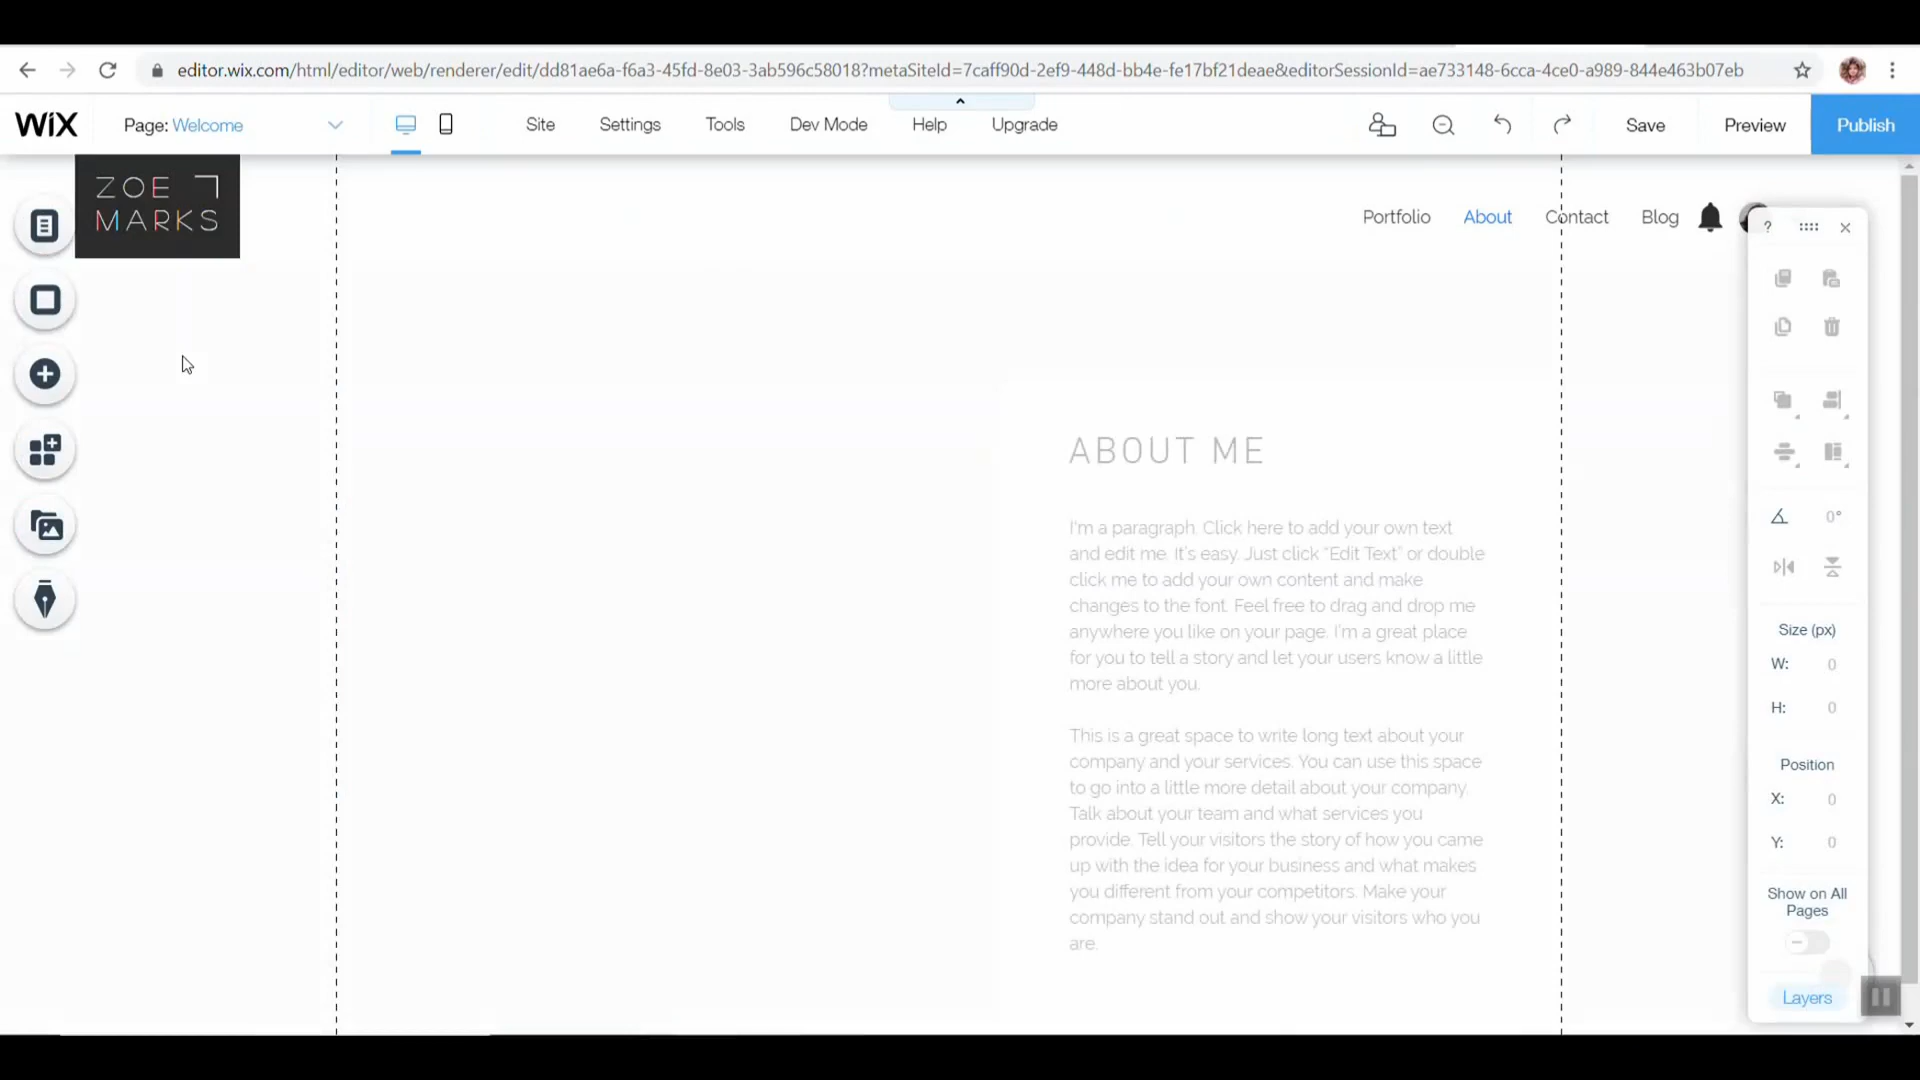 editor.wix.com/html/editor/web/renderer/edit/dd81ae6a-f6a3-45fd-8e03-3ab596c58018?metaSiteId=7caff90d-2ef9-448d-bb4e-fe17bf21deae&editorSessionId=ae733148-6cca-4ce0-a989-844e463b07eb
WiX Page: Welcome Site Settings Tools Dev Mode Help Upgrade Save Preview Publish
ZOE
MARKS
Portfolio About Contact Blog
?
ABOUT ME
I'm a paragraph. Click here to add your own text
and edit me. It's easy. Just click “Edit Text” or double
click me to add your own content and make
changes to the font. Feel free to drag and drop me
anywhere you like on your page. I'm a great place
for you to tell a story and let your users know a little
more about you.
This is a great space to write long text about your
company and your services. You can use this space
to go into a little more detail about your company.
Talk about your team and what services you
provide. Tell your visitors the story of how you came
up with the idea for your business and what makes
you different from your competitors. Make your
company stand out and show your visitors who you
are.
0°
Size (px)
W: 0
H: 0
Position
X: 0
Y: 0
Show on All
Pages
Layers